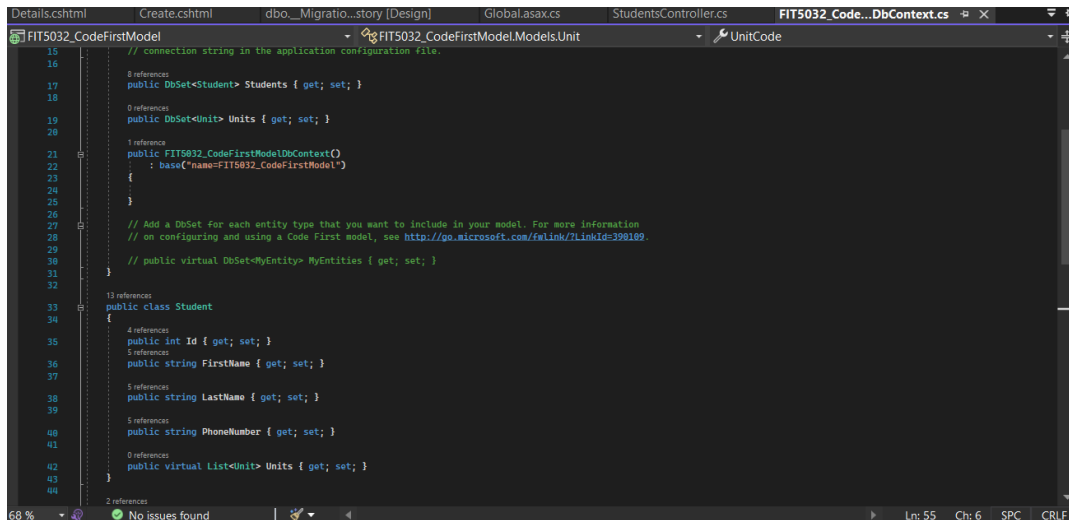 Details.cshtml Create.cshtml dbo.__Migratio...story [Design] Global.asax.cs StudentsController.cs FIT5032_Code...DbContext.cs
FIT5032_CodeFirstModel FIT5032_CodeFirstModel.Models.Unit UnitCode
15 // connection string in the application configuration file.
16
8 references
17 public DbSet<Student> Students { get; set; }
18
0 references
19 public DbSet<Unit> Units { get; set; }
20
1 reference
21 public FIT5032_CodeFirstModelDbContext()
22 : base("name=FIT5032_CodeFirstModel")
23 {
24
25 }
26
27 // Add a DbSet for each entity type that you want to include in your model. For more information
28 // on configuring and using a Code First model, see http://go.microsoft.com/fwlink/?LinkId=390109.
29
30 // public virtual DbSet<MyEntity> MyEntities { get; set; }
31 }
32
13 references
33 public class Student
34 {
4 references
35 public int Id { get; set; }
5 references
36 public string FirstName { get; set; }
37
5 references
38 public string LastName { get; set; }
39
5 references
40 public string PhoneNumber { get; set; }
41
0 references
42 public virtual List<Unit> Units { get; set; }
43 }
44
2 references
68 % No issues found Ln: 55 Ch: 6 SPC CRLF